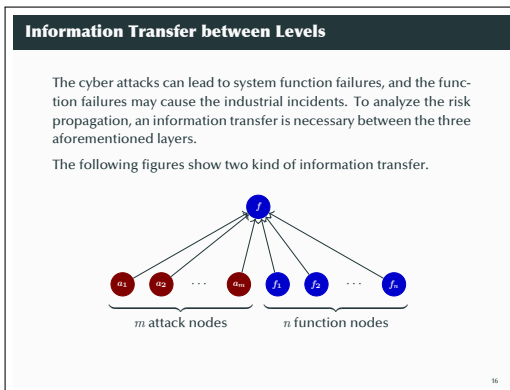 Information Transfer between Levels
The cyber attacks can lead to system function failures, and the func-
tion failures may cause the industrial incidents. To analyze the risk
propagation, an information transfer is necessary between the three
aforementioned layers.
The following figures show two kind of information transfer.
f
a1 a2 ··· am f1 f2 ··· fn
m attack nodes n function nodes
16